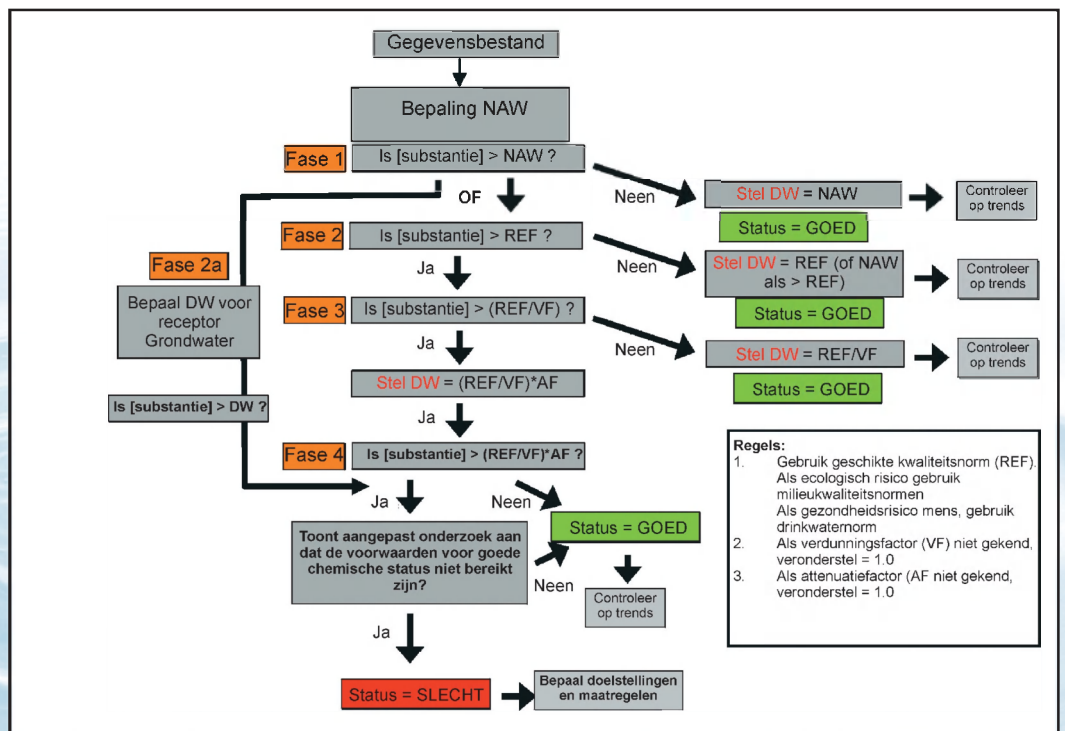 Gegevensbestand
Bepaling NAW
Fase 1
Is [substantie] > NAW ?
OF
Neen
Stel DW = NAW
Status = GOED
Controleer
op trends
Fase 2
Is [substantie] > REF ?
Ja
Neen
Stel DW = REF (of NAW
als > REF)
Status = GOED
Controleer
op trends
Fase 2a
Bepaal DW voor
receptor
Grondwater
Is [substantie] > DW ?
Fase 3
Is [substantie] > (REF/VF) ?
Ja
Neen
Stel DW = REF/VF
Status = GOED
Controleer
op trends
Stel DW = (REF/VF)*AF
Ja
Fase 4
Is [substantie] > (REF/VF)*AF ?
Ja
Neen
Toont aangepast onderzoek aan
dat de voorwaarden voor goede
chemische status niet bereikt
zijn?
Neen
Status = GOED
Controleer
op trends
Ja
Status = SLECHT
Bepaal doelstellingen
en maatregelen
Regels:
1. Gebruik geschikte kwaliteitsnorm (REF).
Als ecologisch risico gebruik
milieukwaliteitsnormen
Als gezondheidsrisico mens, gebruik
drinkwaternorm
2. Als verdunningsfactor (VF) niet gekend,
veronderstel = 1.0
3. Als attenuatiefactor (AF niet gekend,
veronderstel = 1.0